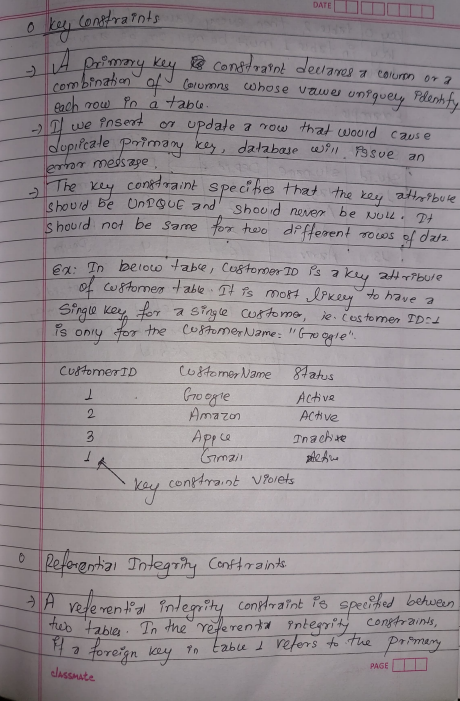 DATE
o Key Constraints
→ A Primary Key constraint declares a column or a
combination of columns whose values uniquely identify
each row in a table.
→ If we insert or update a row that would cause
duplicate primary key, database will issue an
error message.
→ The key constraint specifies that the key attribute
should be UNIQUE and should never be NULL. It
should not be same for two different rows of data
Ex: In below table, CustomerID is a key attribute
of customer table. It is most likey to have a
single key for a single customer, ie. customer ID=1
is only for the CustomerName: "Google".
CustomerID CustomerName Status
1 Google Active
2 Amazon Active
3 Apple Inactive
1 Gmail Active
key constraint violets
o Referential Integrity Constraints
→ A referential integrity constraint is specified between
two tables. In the referential integrity constraints,
if a foreign key in table 1 refers to the primary
classmate
PAGE